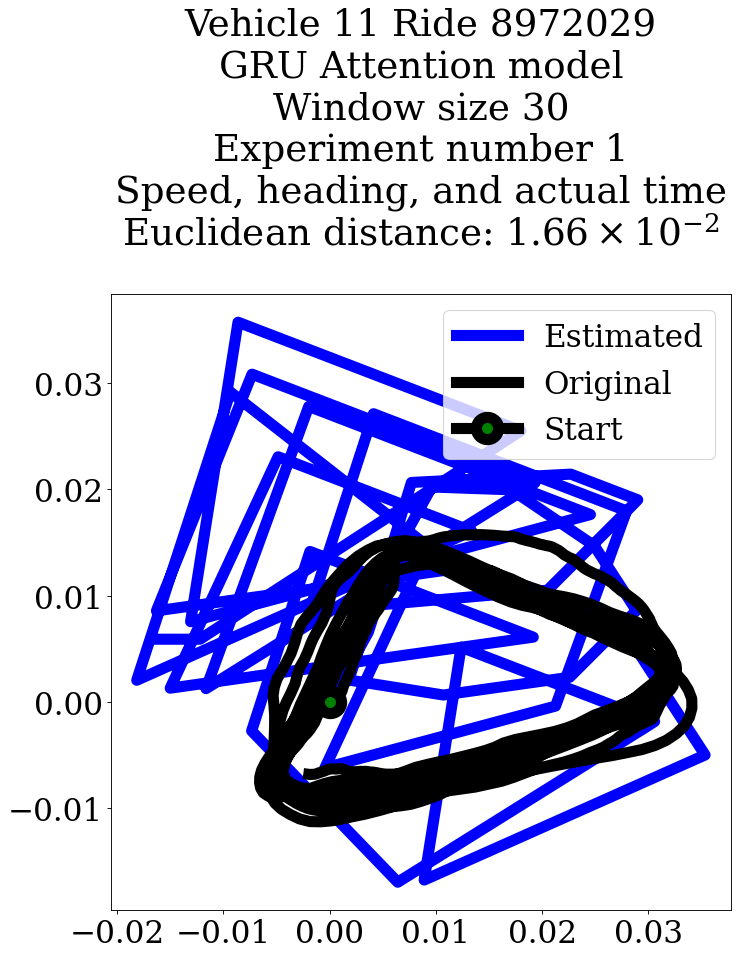 Vehicle 11 Ride 8972029
GRU Attention model
Window size 30
Experiment number 1
Speed, heading, and actual time
Euclidean distance: 1.66 × 10⁻²
Estimated
Original
Start
0.03
0.02
0.01
0.00
−0.01
−0.02 −0.01 0.00 0.01 0.02 0.03